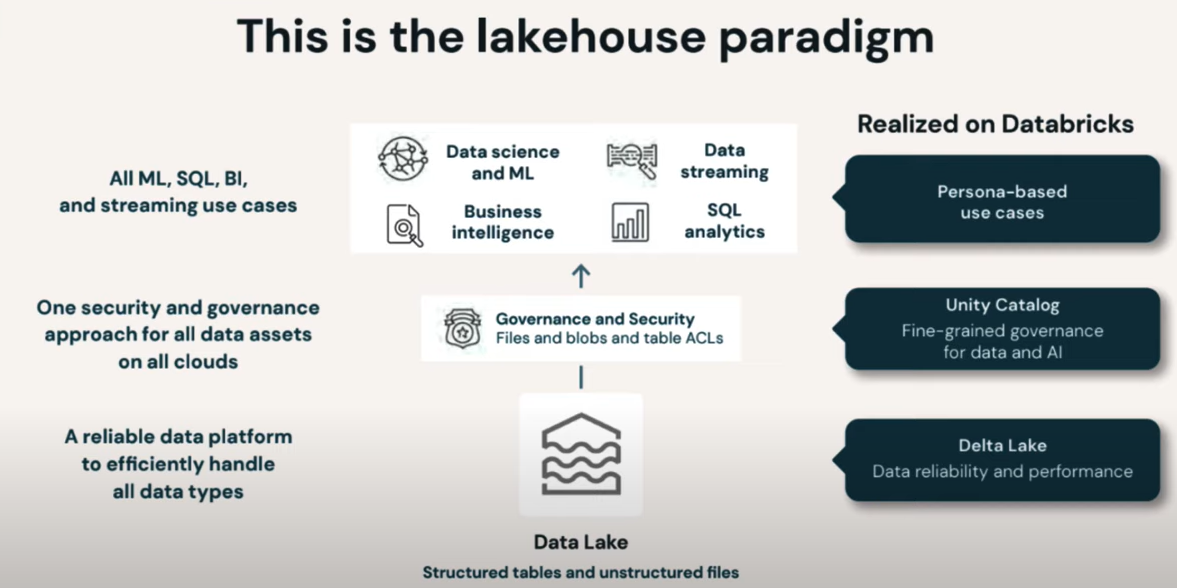 This is the lakehouse paradigm
All ML, SQL, BI,
and streaming use cases
Data science
and ML
Data
streaming
Business
intelligence
SQL
analytics
Realized on Databricks
Persona-based
use cases
One security and governance
approach for all data assets
on all clouds
Governance and Security
Files and blobs and table ACLs
Unity Catalog
Fine-grained governance
for data and AI
A reliable data platform
to efficiently handle
all data types
Delta Lake
Data reliability and performance
Data Lake
Structured tables and unstructured files